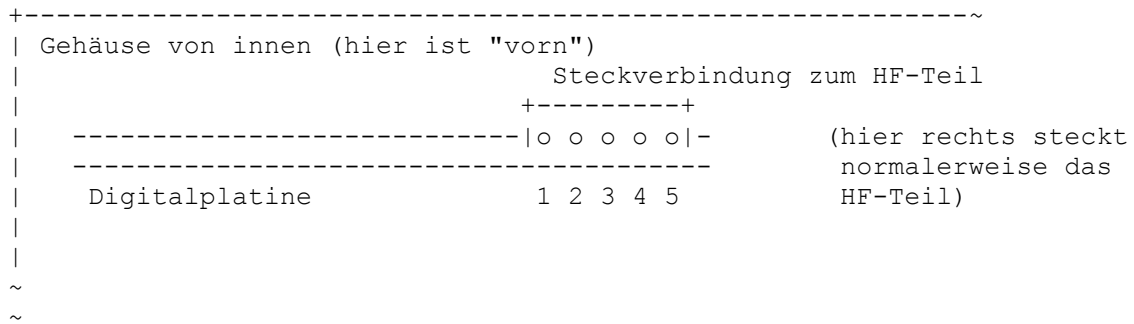 +-----------------------------------------------------------~
| Gehäuse von innen (hier ist "vorn")
|                                 Steckverbindung zum HF-Teil
|                               +---------+
|   ----------------------------|o o o o o|-       (hier rechts steckt
|   ----------------------------------------        normalerweise das
|    Digitalplatine              1 2 3 4 5          HF-Teil)
|
|
~
~